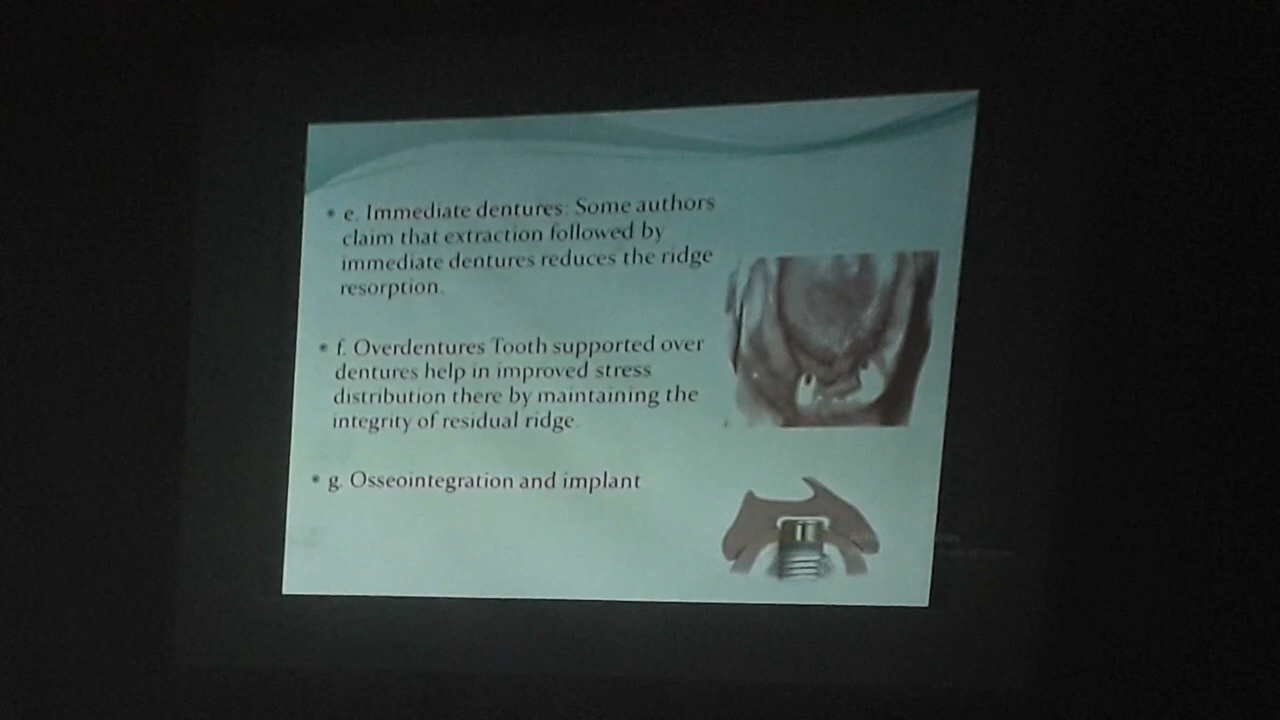 • e. Immediate dentures: Some authors
claim that extraction followed by
immediate dentures reduces the ridge
resorption.
• f. Overdentures Tooth supported over
dentures help in improved stress
distribution there by maintaining the
integrity of residual ridge.
• g. Osseointegration and implant